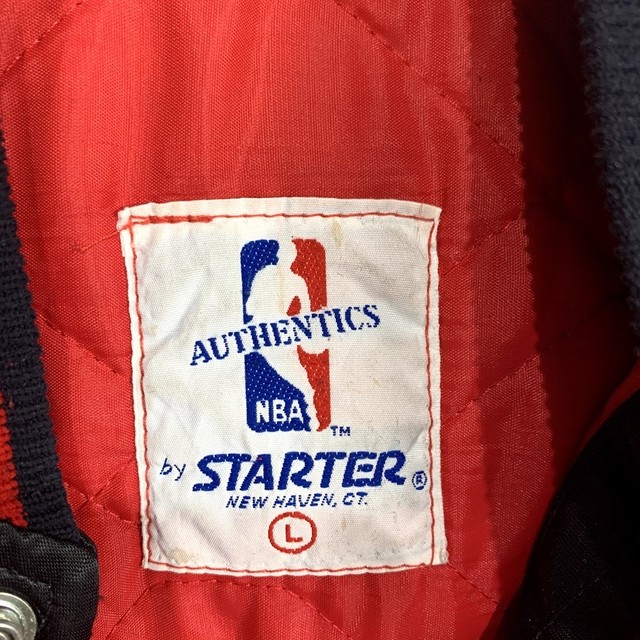 AUTHENTICS
NBA ™
by STARTER®
NEW HAVEN, CT.
L